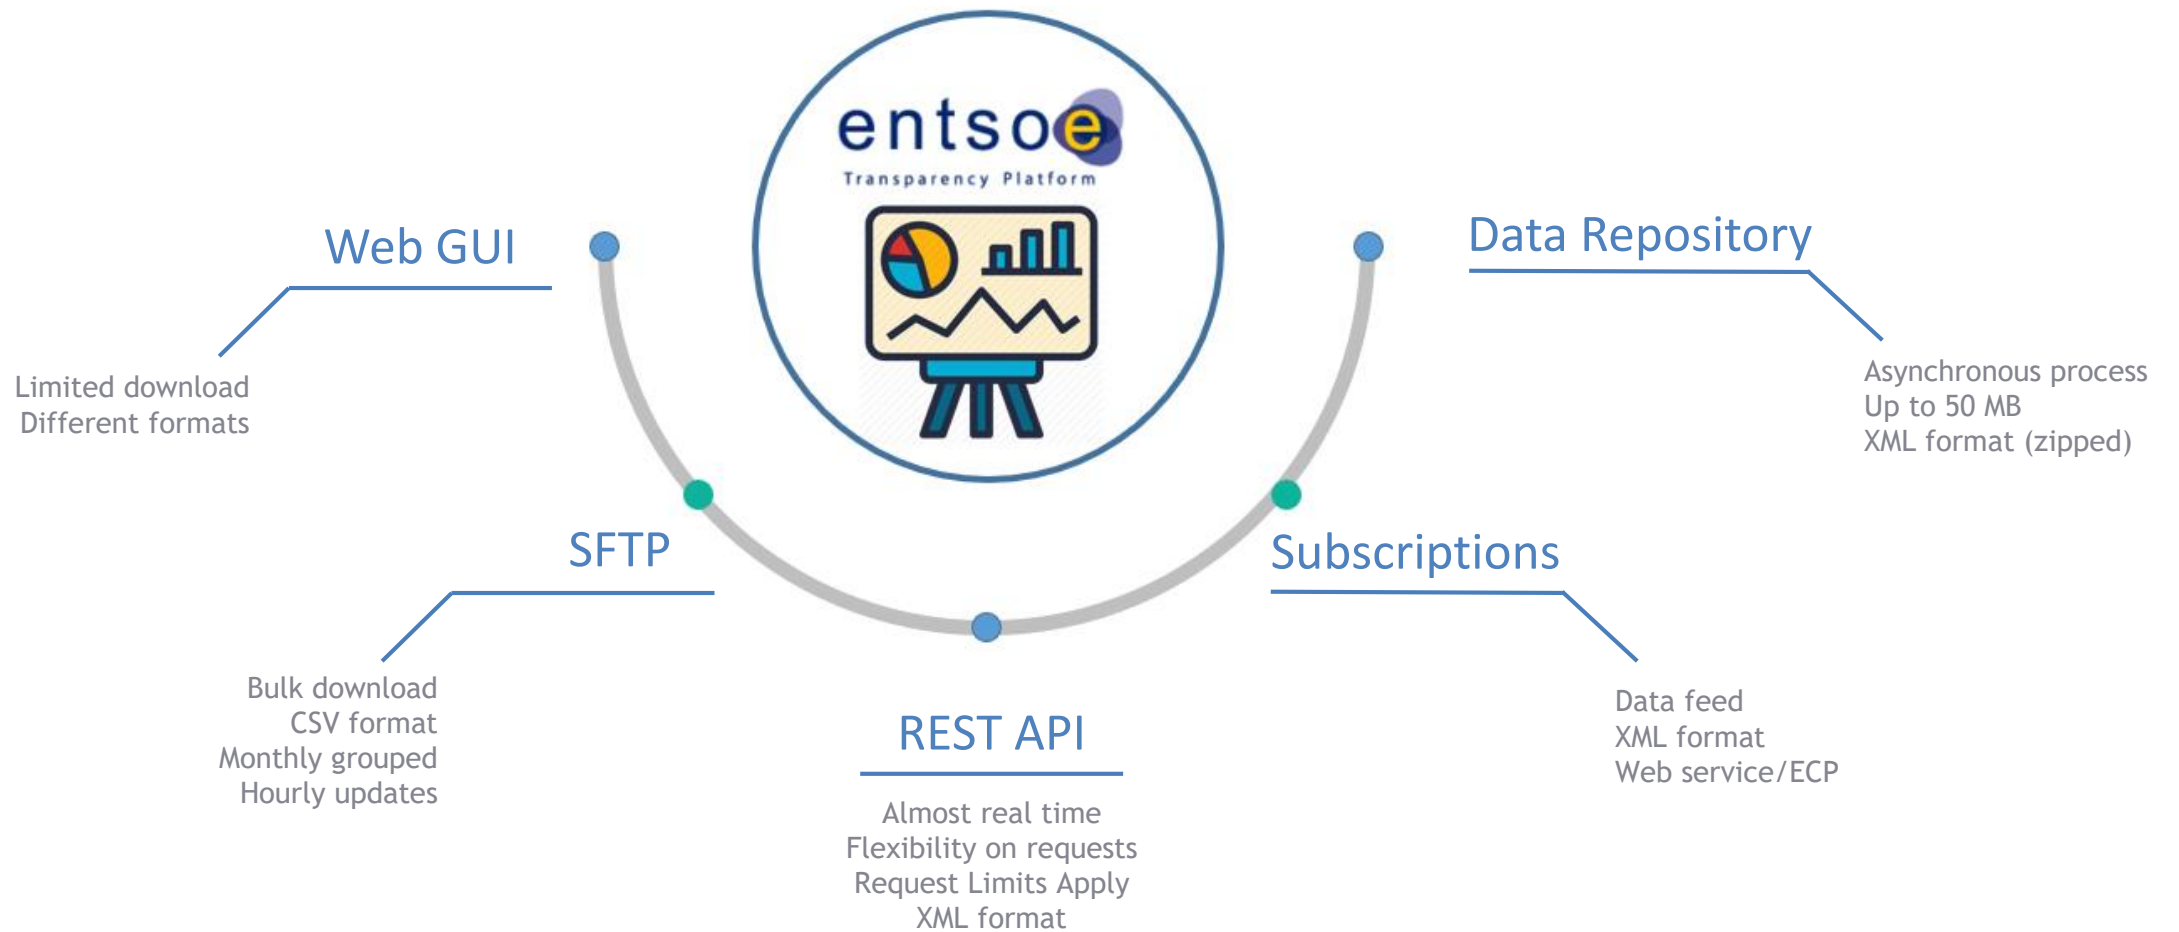 entsoe
Transparency Platform
Web GUI
Limited download
Different formats
SFTP
Bulk download
CSV format
Monthly grouped
Hourly updates
REST API
Almost real time
Flexibility on requests
Request Limits Apply
XML format
Subscriptions
Data feed
XML format
Web service/ECP
Data Repository
Asynchronous process
Up to 50 MB
XML format (zipped)